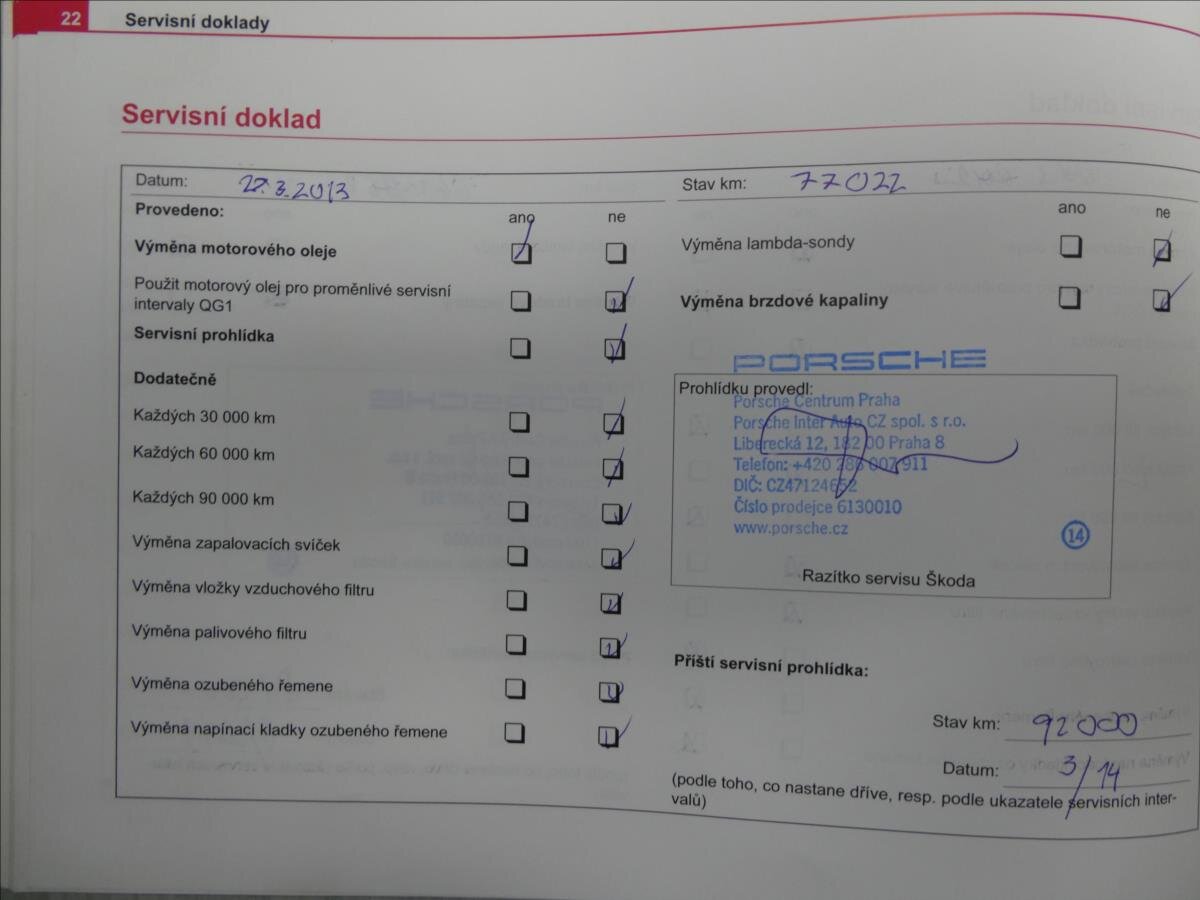 22 Servisní doklady
Servisní doklad
Datum: 27.3.2013
Provedeno: ano ne
Výměna motorového oleje
Použit motorový olej pro proměnlivé servisní
intervaly QG1
Servisní prohlídka
Dodatečně
Každých 30 000 km
Každých 60 000 km
Každých 90 000 km
Výměna zapalovacích svíček
Výměna vložky vzduchového filtru
Výměna palivového filtru
Výměna ozubeného řemene
Výměna napínací kladky ozubeného řemene
Stav km: 77022
ano ne
Výměna lambda-sondy
Výměna brzdové kapaliny
PORSCHE
Prohlídku provedl:
Porsche Centrum Praha
Porsche Inter Auto CZ spol. s r.o.
Liberecká 12, 182 00 Praha 8
Telefon: +420 286 007 911
DIČ: CZ47124652
Číslo prodejce 6130010
www.porsche.cz
14
Razítko servisu Škoda
Příští servisní prohlídka:
Stav km: 92000
Datum: 3/14
(podle toho, co nastane dříve, resp. podle ukazatele servisních inter-
valů)